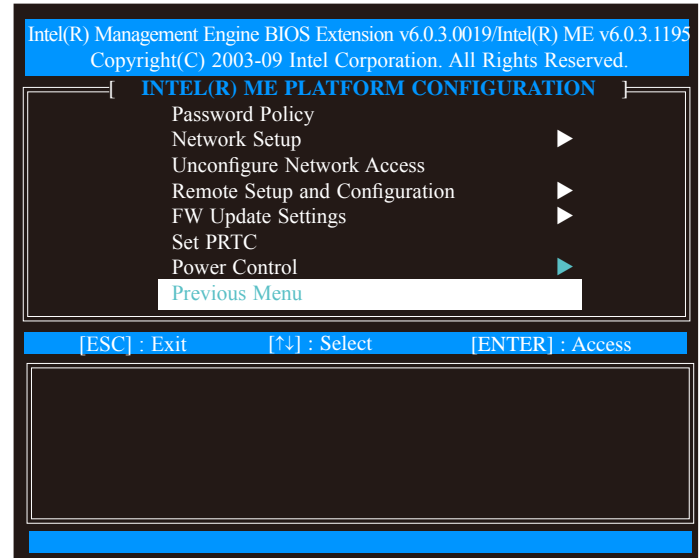 Intel(R) Management Engine BIOS Extension v6.0.3.0019/Intel(R) ME v6.0.3.1195
Copyright(C) 2003-09 Intel Corporation. All Rights Reserved.
[ INTEL(R) ME PLATFORM CONFIGURATION ]
Password Policy
Network Setup ▶
Unconfigure Network Access
Remote Setup and Configuration ▶
FW Update Settings ▶
Set PRTC
Power Control ▶
Previous Menu
[ESC] : Exit [↑↓] : Select [ENTER] : Access